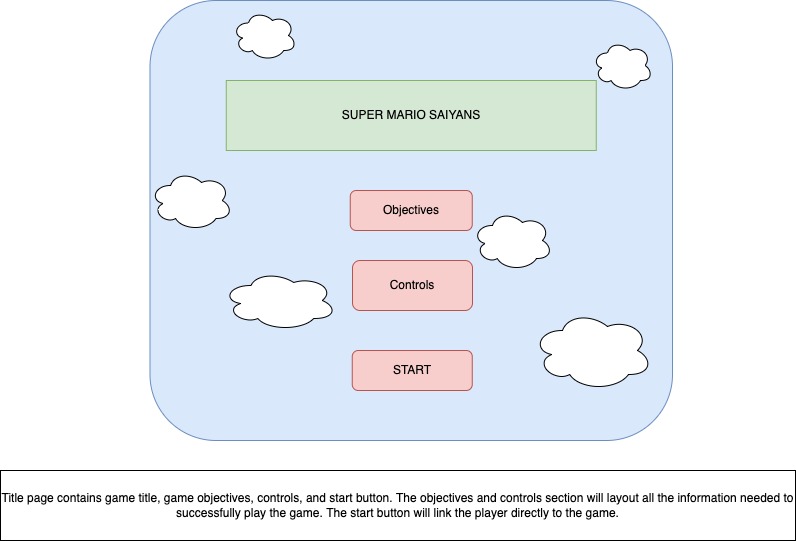 SUPER MARIO SAIYANS
Objectives
Controls
START
Title page contains game title, game objectives, controls, and start button. The objectives and controls section will layout all the information needed to
successfully play the game. The start button will link the player directly to the game.